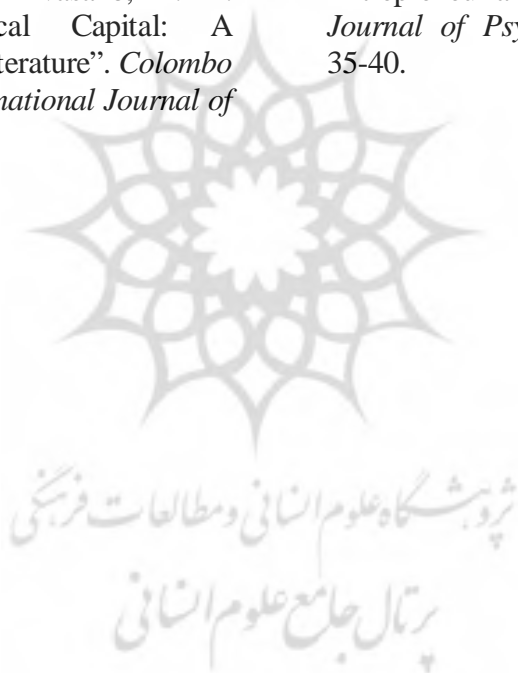 cal Capital: A
terature”. Colombo
national Journal of
Journal of Psy
35-40.
پژوهشگاه علوم انسانی و مطالعات فرهنگی
پرتال جامع علوم انسانی